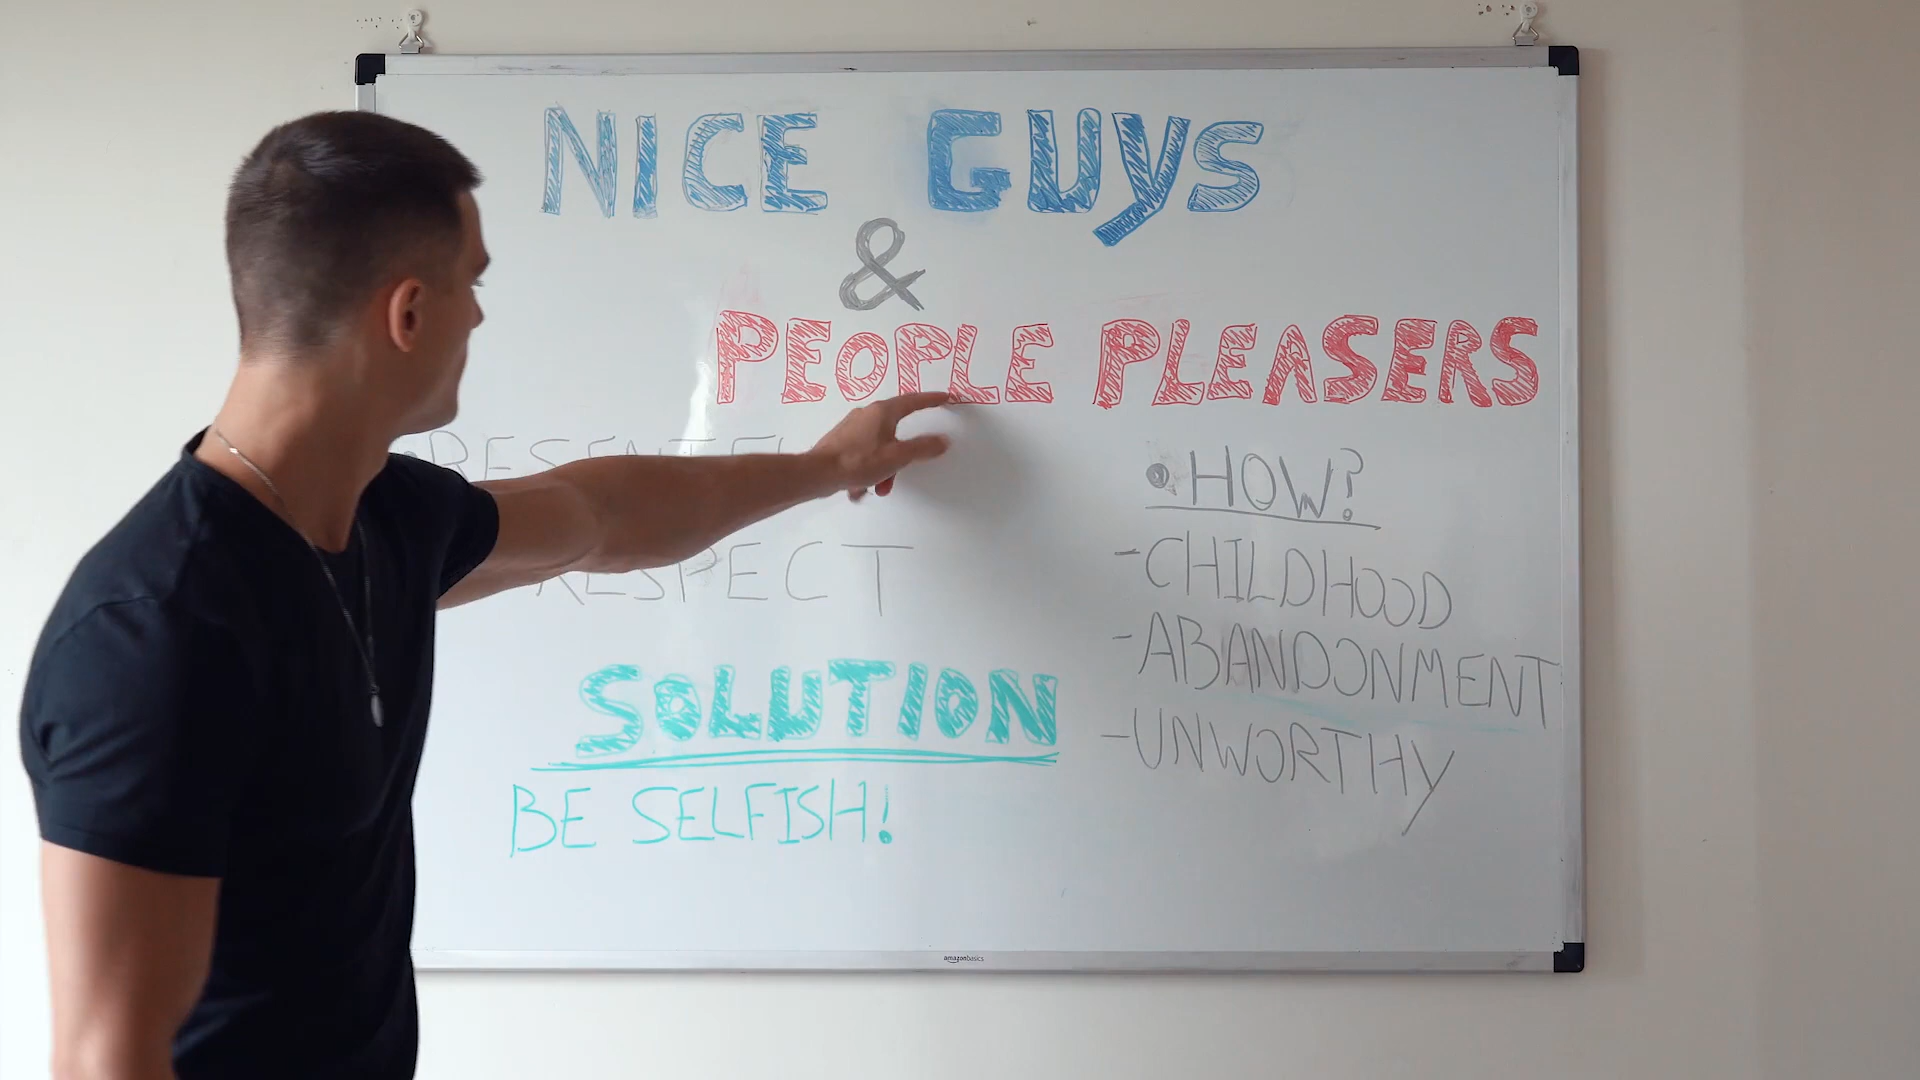 NICE GUYS
&
PEOPLE PLEASERS
• HOW?
- CHILDHOOD
- ABANDONMENT
- UNWORTHY
RESPECT
SOLUTION
BE SELFISH!
amazonbasics